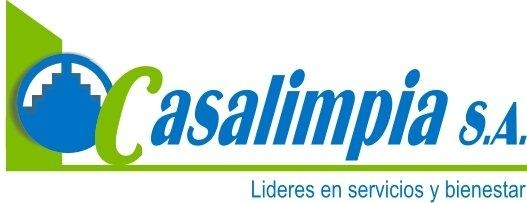 Casalimpia S.A.
Lideres en servicios y bienestar